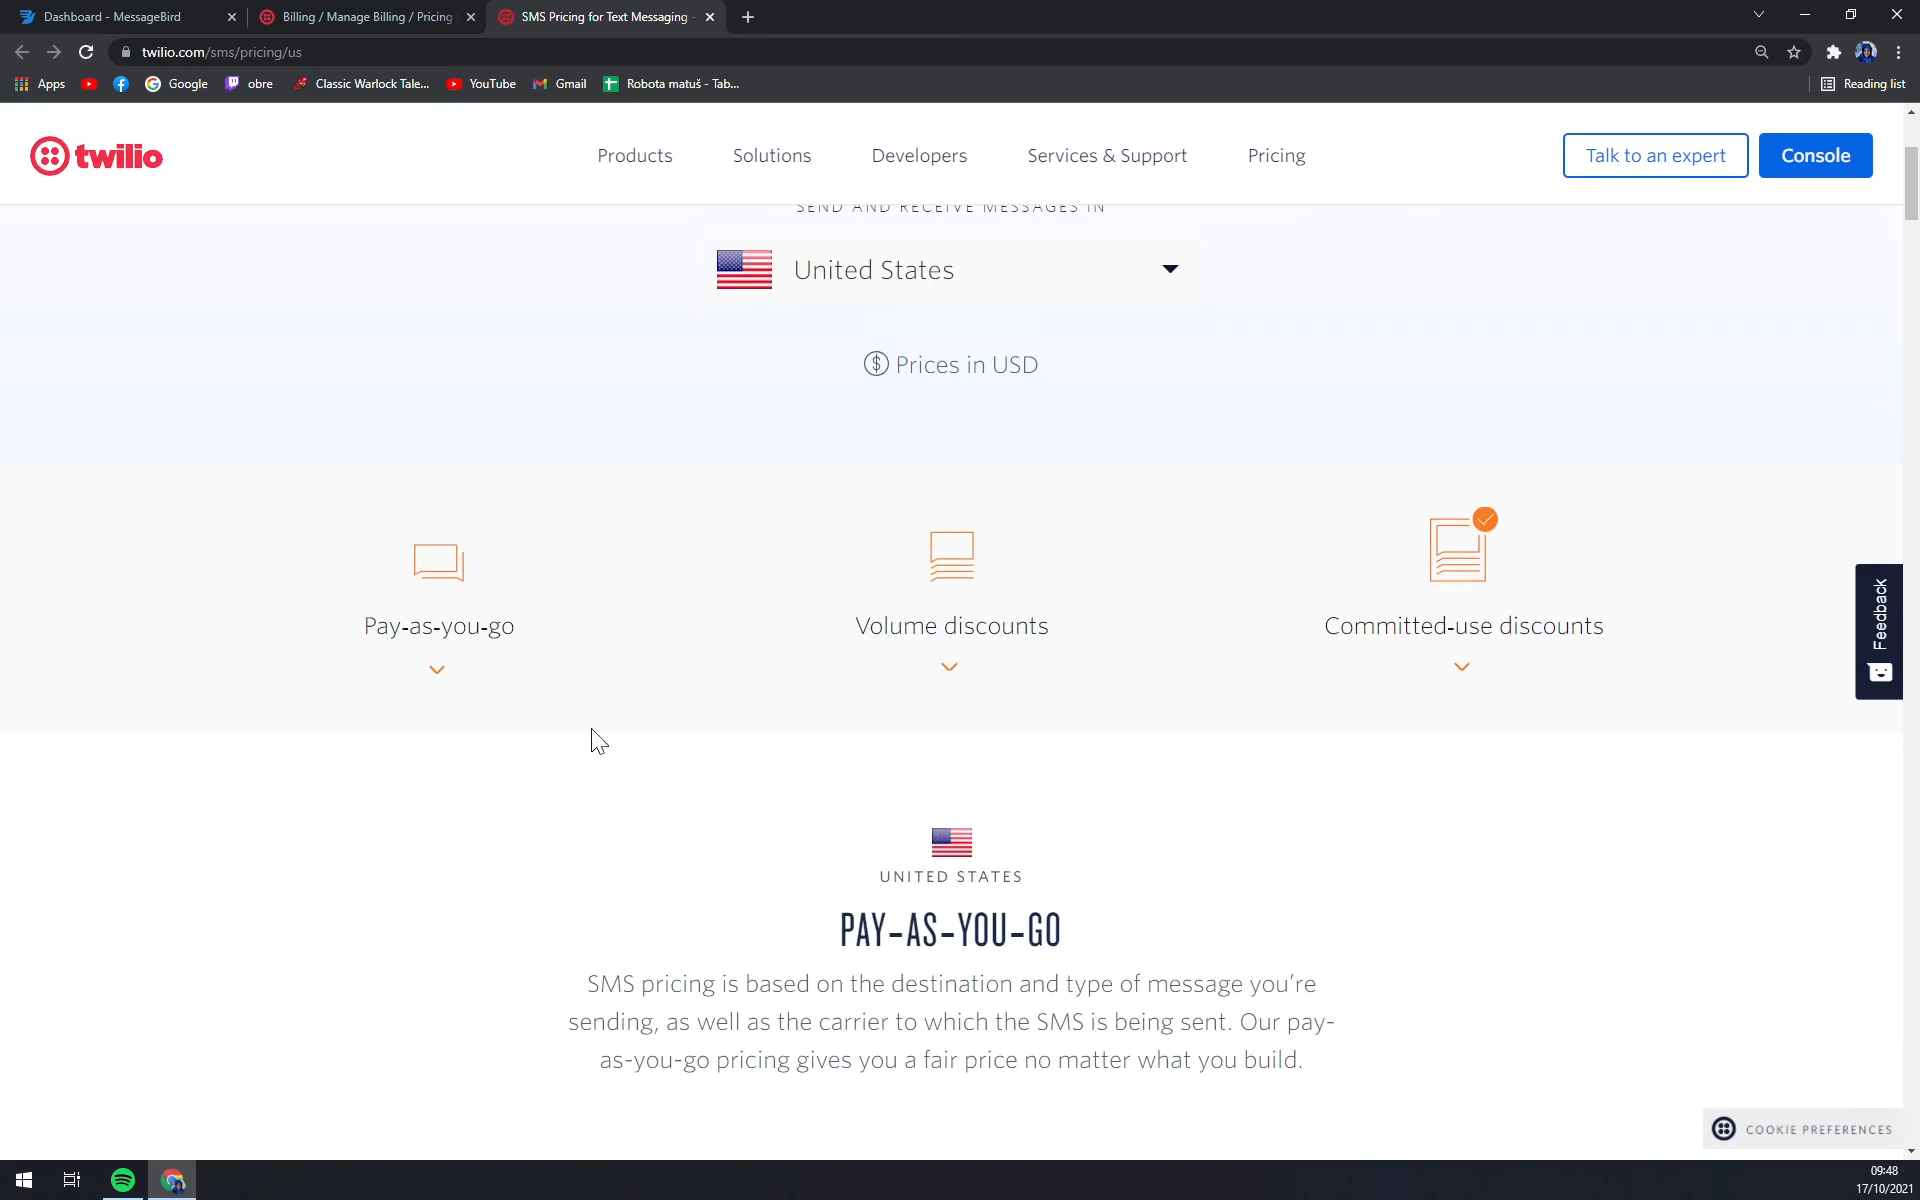 Dashboard - MessageBird
Billing / Manage Billing / Pricing
SMS Pricing for Text Messaging -
twilio.com/sms/pricing/us
Apps
Google
obre
Classic Warlock Tale...
YouTube
Gmail
Robota matuš - Tab...
Reading list
twilio
Products
Solutions
Developers
Services & Support
Pricing
Talk to an expert
Console
SEND AND RECEIVE MESSAGES IN
United States
$ Prices in USD
Pay-as-you-go
Volume discounts
Committed-use discounts
Feedback
UNITED STATES
PAY-AS-YOU-GO
SMS pricing is based on the destination and type of message you're
sending, as well as the carrier to which the SMS is being sent. Our pay-
as-you-go pricing gives you a fair price no matter what you build.
COOKIE PREFERENCES
09:48
17/10/2021